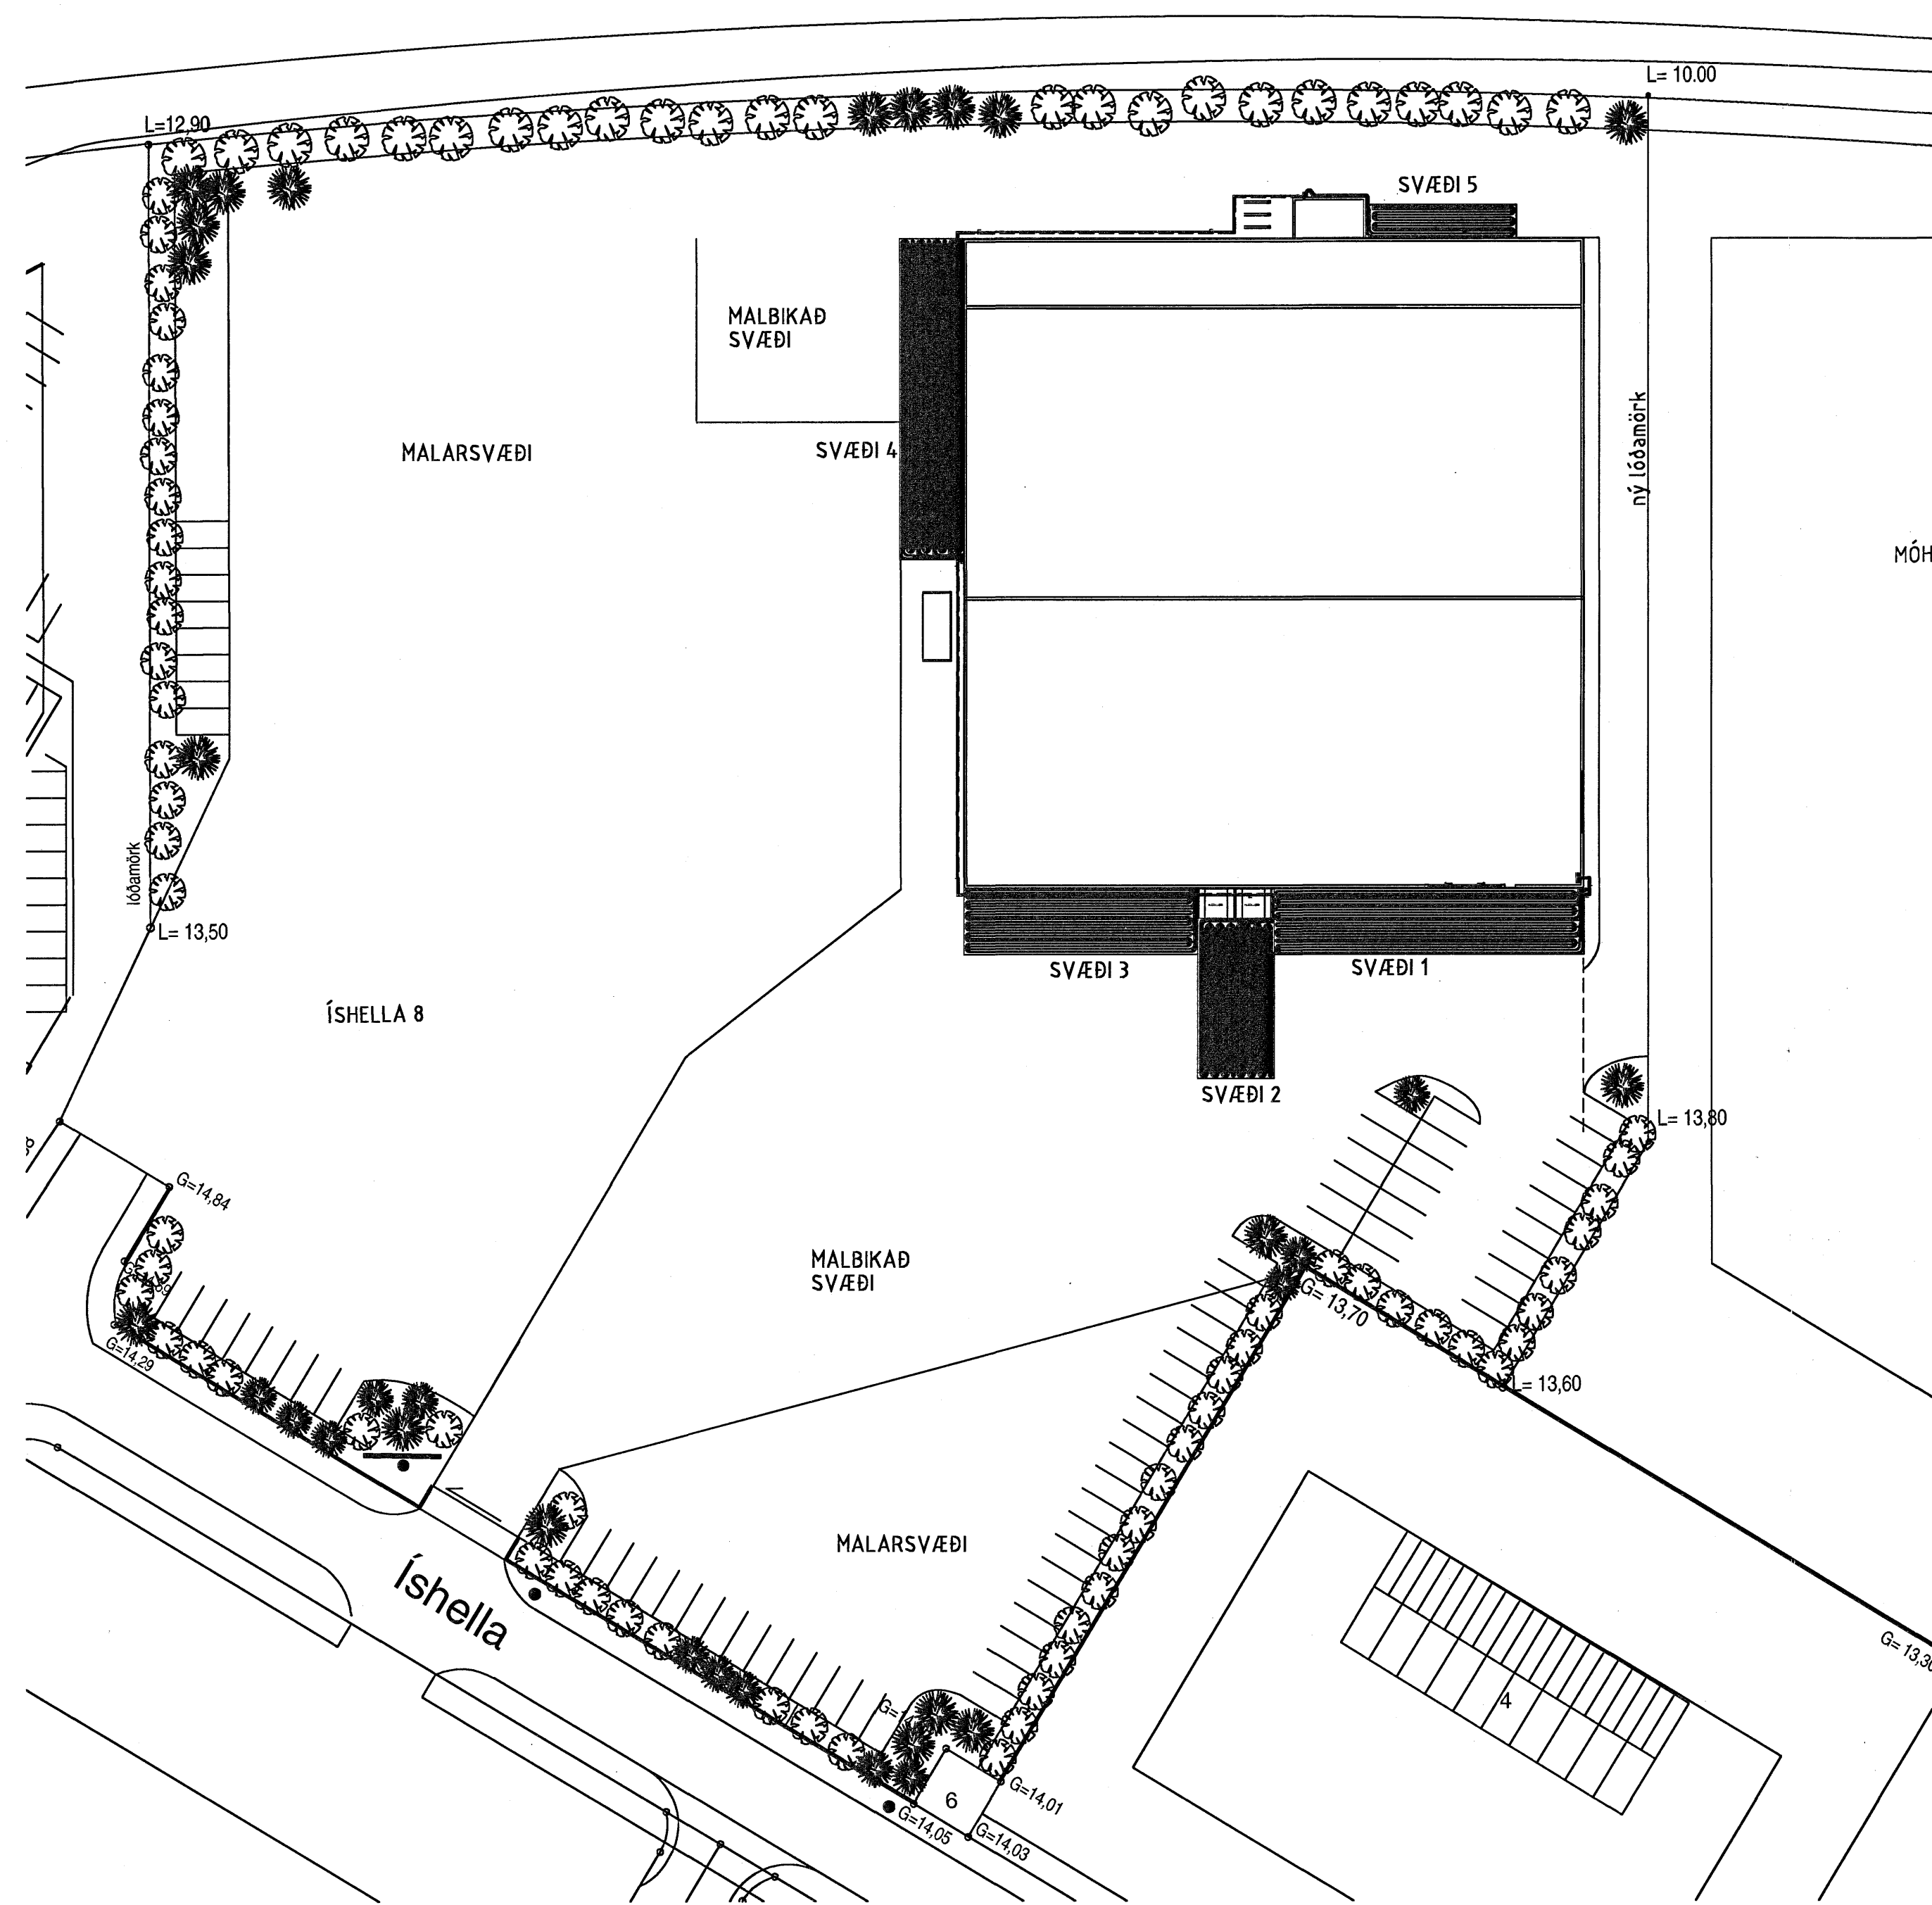 L= 10.00
L=12,90
SVÆÐI 5
MALBIKAÐ
SVÆÐI
ný lóðamörk
SVÆÐI 4
MALARSVÆÐI
lóðamörk
L= 13,50
SVÆÐI 3
SVÆÐI 1
ÍSHELLA 8
SVÆÐI 2
L= 13,80
G=14,84
MALBIKAÐ
SVÆÐI
G= 13,70
G=14,29
L= 13,60
MALARSVÆÐI
Íshella
4
6
G=14,01
G=14,05
G=14,03